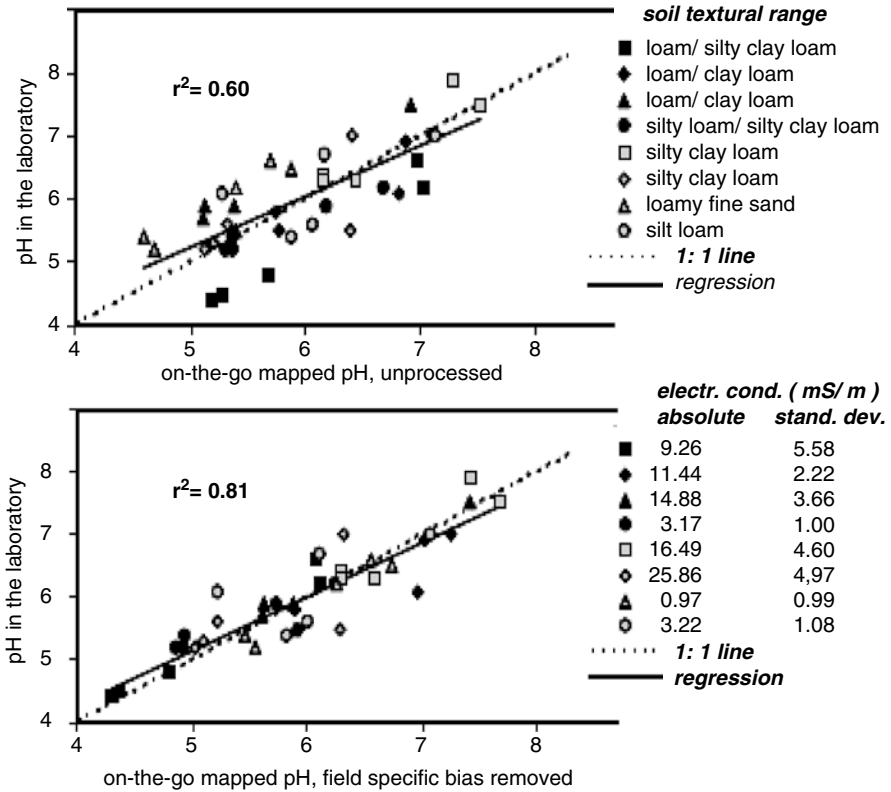 soil textural range
loam/ silty clay loam
loam/ clay loam
loam/ clay loam
silty loam/ silty clay loam
silty clay loam
silty clay loam
loamy fine sand
silt loam
1: 1 line
regression
r²= 0.60
pH in the laboratory
8
7
6
5
4
4 5 6 7 8
on-the-go mapped pH, unprocessed
electr. cond. ( mS/ m )
absolute stand. dev.
9.26 5.58
11.44 2.22
14.88 3.66
3.17 1.00
16.49 4.60
25.86 4,97
0.97 0.99
3.22 1.08
1: 1 line
regression
r²= 0.81
pH in the laboratory
8
7
6
5
4
4 5 6 7 8
on-the-go mapped pH, field specific bias removed